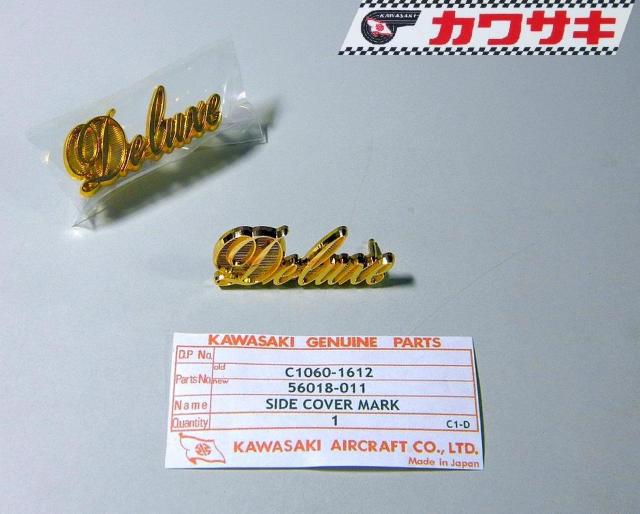 KAWASAKI
カワサキ
Deluxe
Deluxe
KAWASAKI GENUINE PARTS
D.P No.
Parts No. old C1060-1612
new 56018-011
Name SIDE COVER MARK
Quantity 1 C1-D
KAWASAKI AIRCRAFT CO., LTD.
Made in Japan